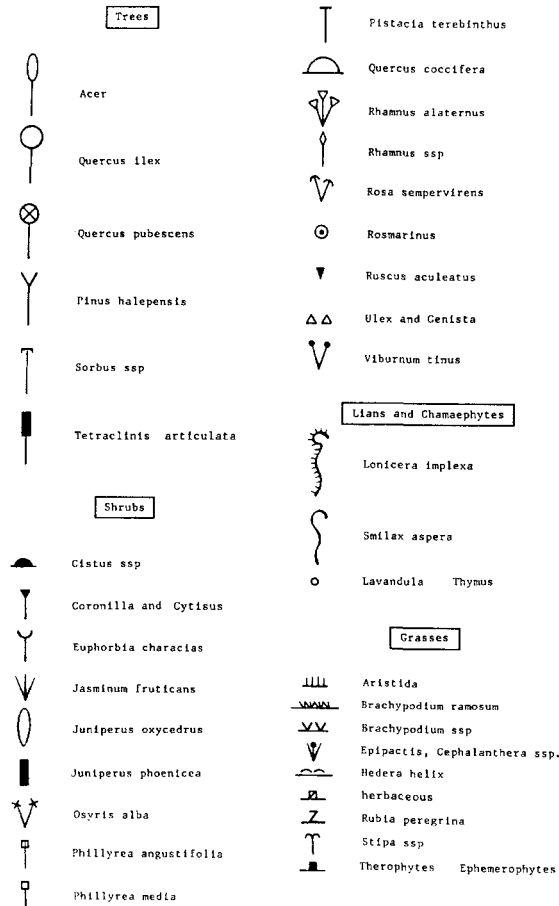 Trees
Acer
Quercus ilex
Quercus pubescens
Pinus halepensis
Sorbus ssp
Tetraclinis articulata
Shrubs
Cistus ssp
Coronilla and Cytisus
Euphorbia characias
Jasminum fruticans
Juniperus oxycedrus
Juniperus phoenicea
Osyris alba
Phillyrea angustifolia
Phillyrea media
Pistacia terebinthus
Quercus coccifera
Rhamnus alaternus
Rhamnus ssp
Rosa sempervirens
Rosmarinus
Ruscus aculeatus
Ulex and Genista
Viburnum tinus
Lians and Chamaephytes
Lonicera implexa
Smilax aspera
Lavandula Thymus
Grasses
Aristida
Brachypodium ramosum
Brachypodium ssp
Epipactis, Cephalanthera ssp.
Hedera helix
herbaceous
Rubia peregrina
Stipa ssp
Therophytes Ephemerophytes